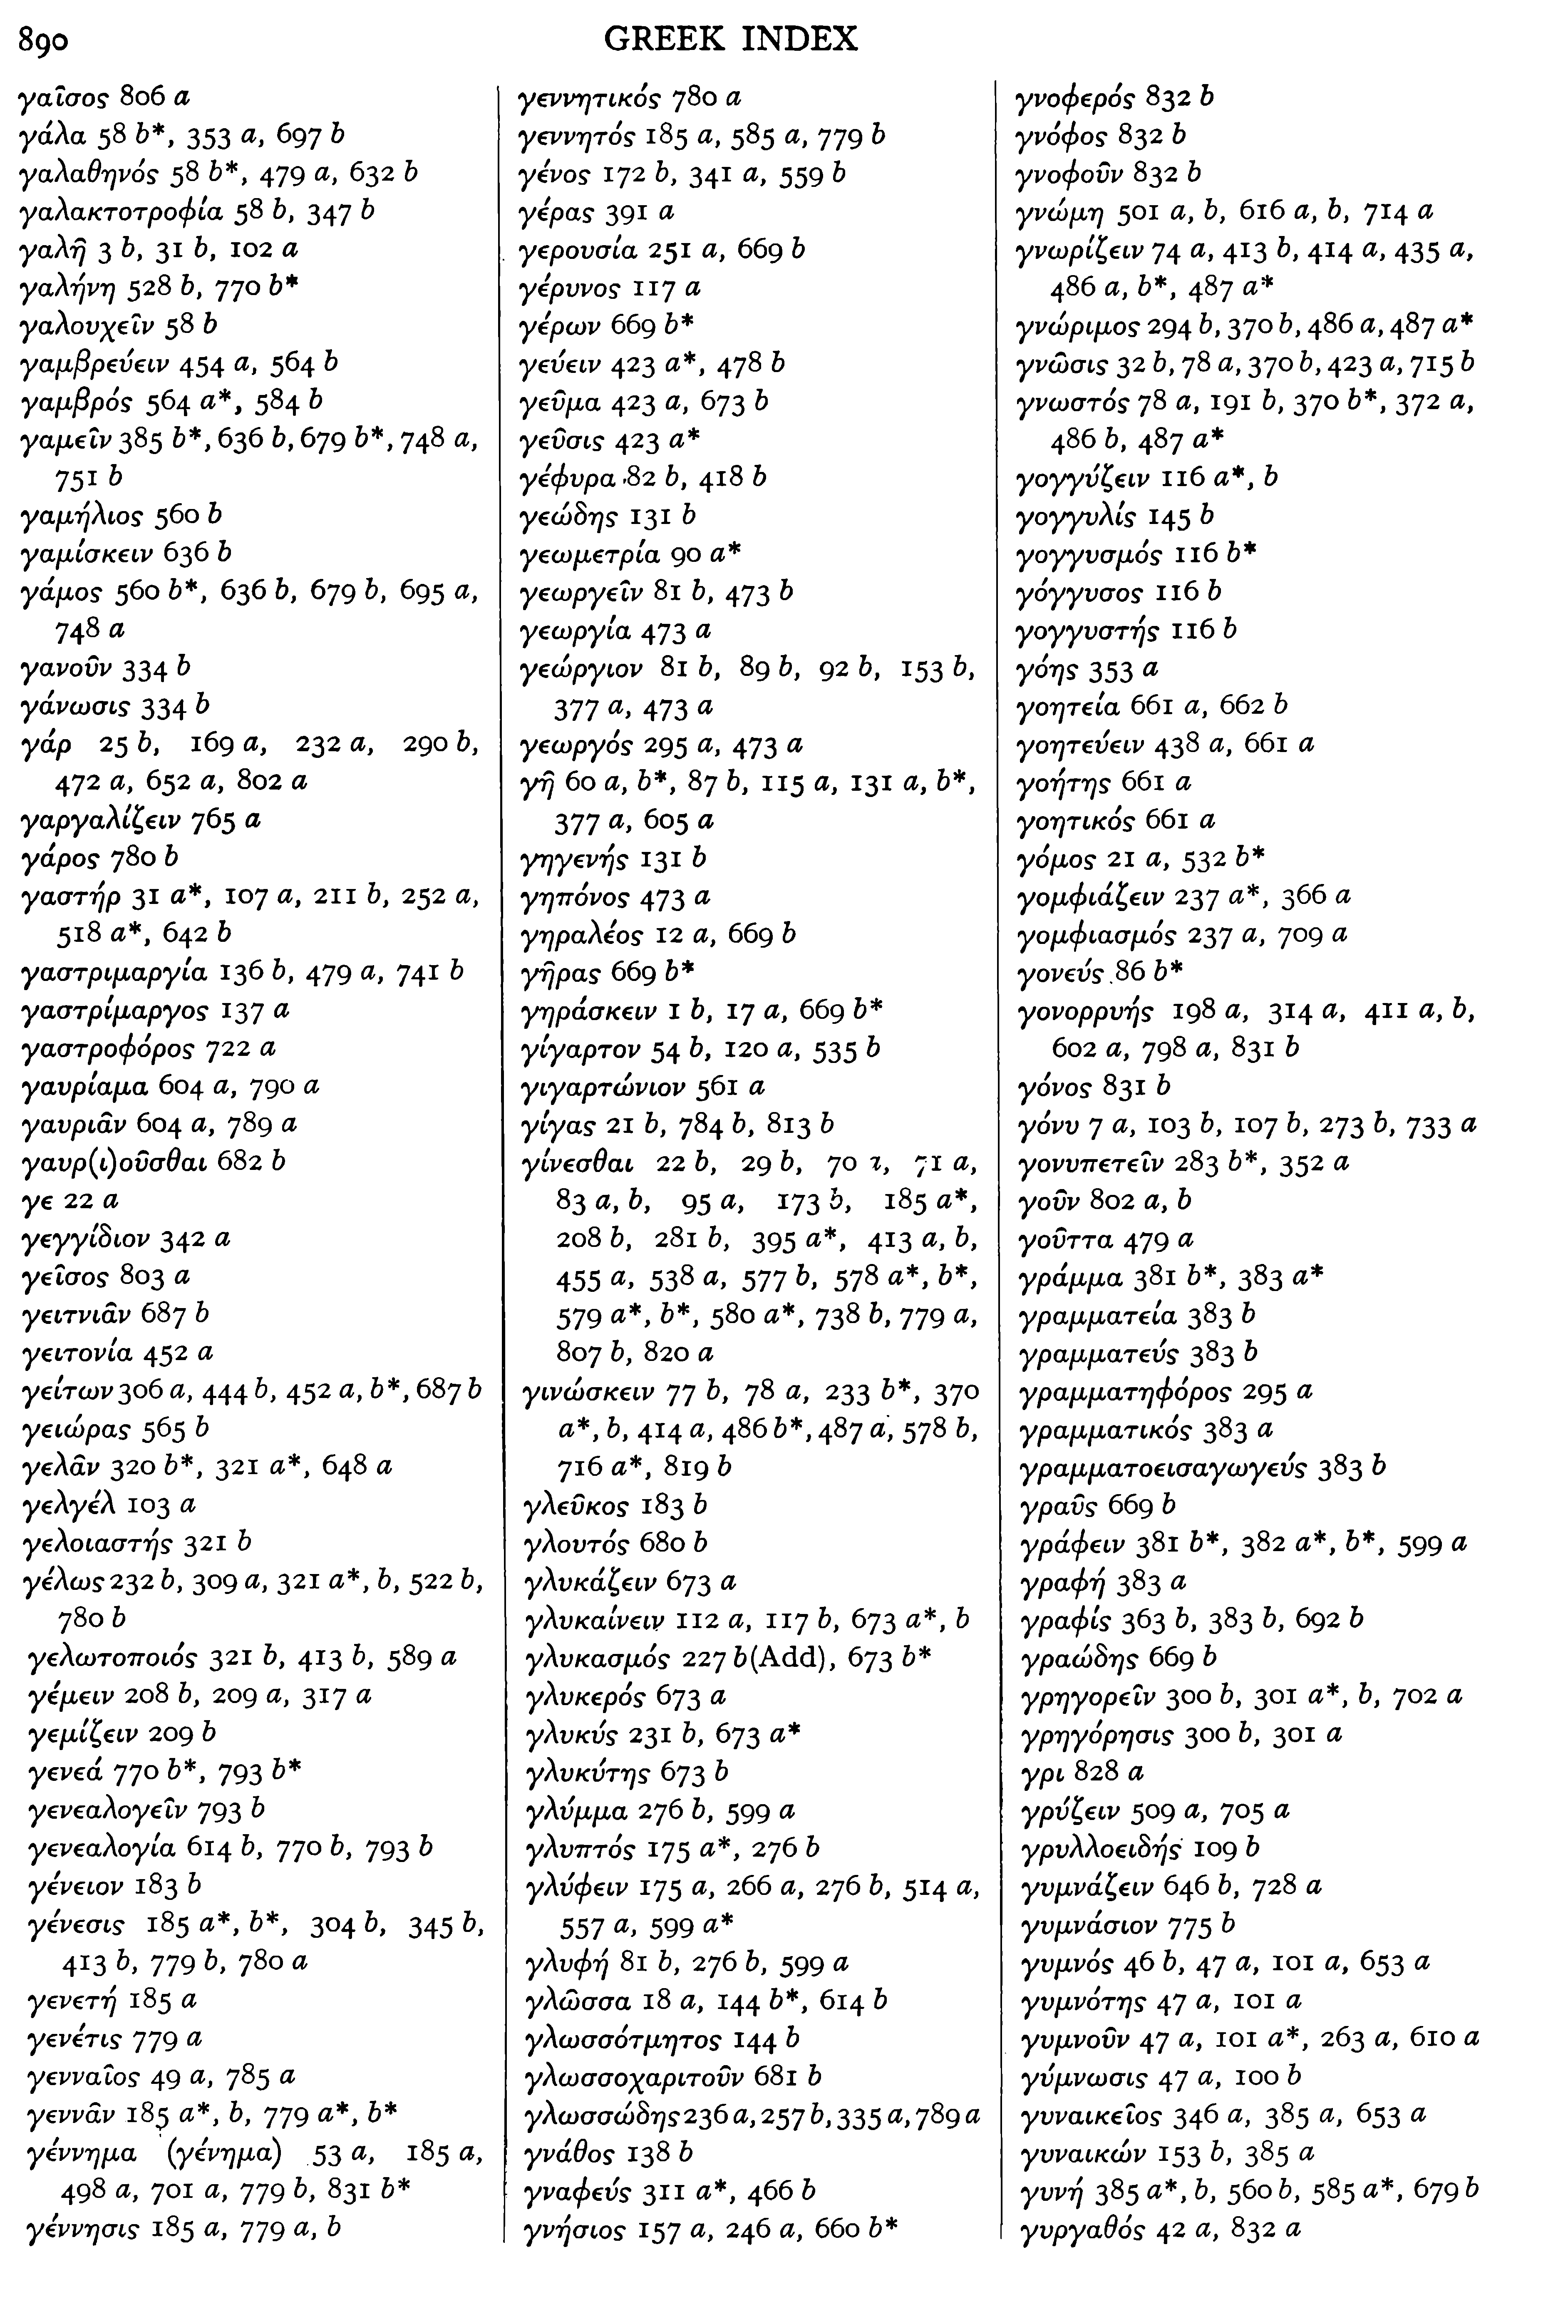 890
GREEK INDEX
γαῖσος 806 a
γάλα 58 b*, 353 a, 697 b
γαλαθηνός 58 b*, 479 a, 632 b
γαλακτοτροφία 58 b, 347 b
γαλῆ 3 b, 31 b, 102 a
γαλήνη 528 b, 770 b*
γαλουχεῖν 58 b
γαμβρεύειν 454 a, 564 b
γαμβρός 564 a*, 584 b
γαμεῖν 385 b*, 636 b, 679 b*, 748 a,
751 b
γαμήλιος 560 b
γαμίσκειν 636 b
γάμος 560 b*, 636 b, 679 b, 695 a,
748 a
γανοῦν 334 b
γάνωσις 334 b
γάρ 25 b, 169 a, 232 a, 290 b,
472 a, 652 a, 802 a
γαργαλίζειν 765 a
γάρος 780 b
γαστήρ 31 a*, 107 a, 211 b, 252 a,
518 a*, 642 b
γαστριμαργία 136 b, 479 a, 741 b
γαστρίμαργος 137 a
γαστροφόρος 722 a
γαυρίαμα 604 a, 790 a
γαυριᾶν 604 a, 789 a
γαυρ(ι)οῦσθαι 682 b
γε 22 a
γεγγίδιον 342 a
γεῖσος 803 a
γειτνιᾶν 687 b
γειτονία 452 a
γείτων 306 a, 444 b, 452 a, b*, 687 b
γειώρας 565 b
γελᾶν 320 b*, 321 a*, 648 a
γελγέλ 103 a
γελοιαστής 321 b
γέλως 232 b, 309 a, 321 a*, b, 522 b,
780 b
γελωτοποιός 321 b, 413 b, 589 a
γέμειν 208 b, 209 a, 317 a
γεμίζειν 209 b
γενεά 770 b*, 793 b*
γενεαλογεῖν 793 b
γενεαλογία 614 b, 770 b, 793 b
γένειον 183 b
γένεσις 185 a*, b*, 304 b, 345 b,
413 b, 779 b, 780 a
γενετή 185 a
γενέτις 779 a
γενναῖος 49 a, 785 a
γεννᾶν 185 a*, b, 779 a*, b*
γέννημα (γένημα) 53 a, 185 a,
498 a, 701 a, 779 b, 831 b*
γέννησις 185 a, 779 a, b
γεννητικός 780 a
γεννητός 185 a, 585 a, 779 b
γένος 172 b, 341 a, 559 b
γέρας 391 a
γερουσία 251 a, 669 b
γέρυνος 117 a
γέρων 669 b*
γεύειν 423 a*, 478 b
γεῦμα 423 a, 673 b
γεῦσις 423 a*
γέφυρα 82 b, 418 b
γεώδης 131 b
γεωμετρία 90 a*
γεωργεῖν 81 b, 473 b
γεωργία 473 a
γεώργιον 81 b, 89 b, 92 b, 153 b,
377 a, 473 a
γεωργός 295 a, 473 a
γῆ 60 a, b*, 87 b, 115 a, 131 a, b*,
377 a, 605 a
γηγενής 131 b
γηπόνος 473 a
γηραλέος 12 a, 669 b
γῆρας 669 b*
γηράσκειν 1 b, 17 a, 669 b*
γίγαρτον 54 b, 120 a, 535 b
γιγαρτώνιον 561 a
γίγας 21 b, 784 b, 813 b
γίνεσθαι 22 b, 29 b, 70 a, 71 a,
83 a, b, 95 a, 173 b, 185 a*,
208 b, 281 b, 395 a*, 413 a, b,
455 a, 538 a, 577 b, 578 a*, b*,
579 a*, b*, 580 a*, 738 b, 779 a,
807 b, 820 a
γινώσκειν 77 b, 78 a, 233 b*, 370
a*, b, 414 a, 486 b*, 487 a, 578 b,
716 a*, 819 b
γλεῦκος 183 b
γλουτός 680 b
γλυκάζειν 673 a
γλυκαίνειν 112 a, 117 b, 673 a*, b
γλυκασμός 227 b(Add), 673 b*
γλυκερός 673 a
γλυκύς 231 b, 673 a*
γλυκύτης 673 b
γλύμμα 276 b, 599 a
γλυπτός 175 a*, 276 b
γλύφειν 175 a, 266 a, 276 b, 514 a,
557 a, 599 a*
γλυφή 81 b, 276 b, 599 a
γλῶσσα 18 a, 144 b*, 614 b
γλωσσότμητος 144 b
γλωσσοχαριτοῦν 681 b
γλωσσώδης 236 a, 257 b, 335 a, 789 a
γνάθος 138 b
γναφεύς 311 a*, 466 b
γνήσιος 157 a, 246 a, 660 b*
γνοφερός 832 b
γνόφος 832 b
γνοφοῦν 832 b
γνώμη 501 a, b, 616 a, b, 714 a
γνωρίζειν 74 a, 413 b, 414 a, 435 a,
486 a, b*, 487 a*
γνώριμος 294 b, 370 b, 486 a, 487 a*
γνῶσις 32 b, 78 a, 370 b, 423 a, 715 b
γνωστός 78 a, 191 b, 370 b*, 372 a,
486 b, 487 a*
γογγύζειν 116 a*, b
γογγυλίς 145 b
γογγυσμός 116 b*
γόγγυσος 116 b
γογγυστής 116 b
γόης 353 a
γοητεία 661 a, 662 b
γοητεύειν 438 a, 661 a
γοήτης 661 a
γοητικός 661 a
γόμος 21 a, 532 b*
γομφιάζειν 237 a*, 366 a
γομφιασμός 237 a, 709 a
γονεύς 86 b*
γονορρυής 198 a, 314 a, 411 a, b,
602 a, 798 a, 831 b
γόνος 831 b
γόνυ 7 a, 103 b, 107 b, 273 b, 733 a
γονυπετεῖν 283 b*, 352 a
γοῦν 802 a, b
γοῦττα 479 a
γράμμα 381 b*, 383 a*
γραμματεία 383 b
γραμματεύς 383 b
γραμματηφόρος 295 a
γραμματικός 383 a
γραμματοεισαγωγεύς 383 b
γραῦς 669 b
γράφειν 381 b*, 382 a*, b*, 599 a
γραφή 383 a
γραφίς 363 b, 383 b, 692 b
γραώδης 669 b
γρηγορεῖν 300 b, 301 a*, b, 702 a
γρηγόρησις 300 b, 301 a
γρι 828 a
γρύζειν 509 a, 705 a
γρυλλοειδής 109 b
γυμνάζειν 646 b, 728 a
γυμνάσιον 775 b
γυμνός 46 b, 47 a, 101 a, 653 a
γυμνότης 47 a, 101 a
γυμνοῦν 47 a, 101 a*, 263 a, 610 a
γύμνωσις 47 a, 100 b
γυναικεῖος 346 a, 385 a, 653 a
γυναικών 153 b, 385 a
γυνή 385 a*, b, 560 b, 585 a*, 679 b
γυργαθός 42 a, 832 a